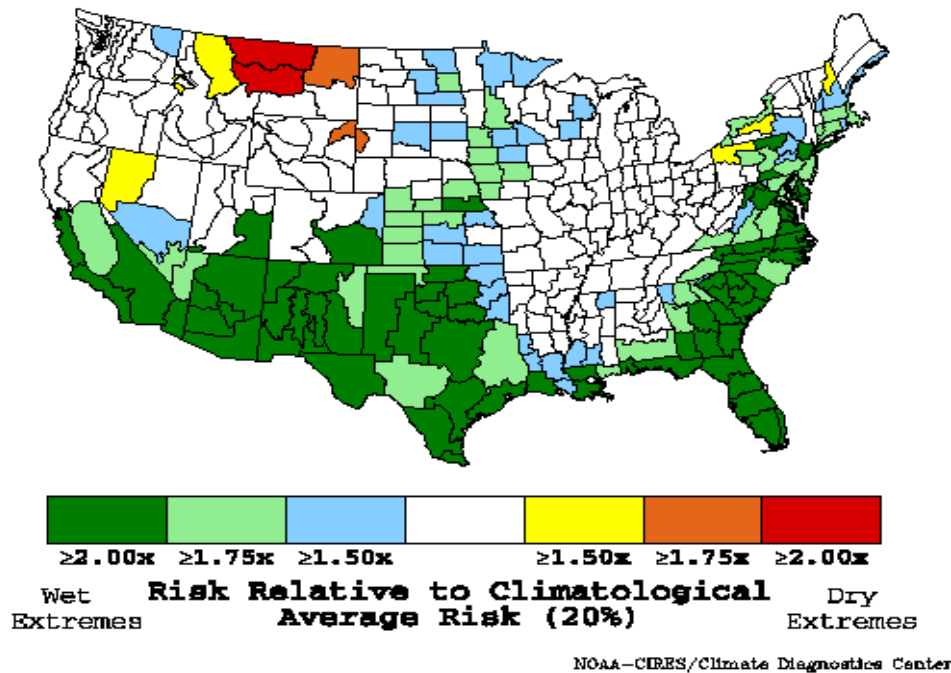 ≥2.00x ≥1.75x ≥1.50x ≥1.50x ≥1.75x ≥2.00x
Wet Extremes
Risk Relative to Climatological
Average Risk (20%)
Dry Extremes
NOAA-CIRES/Climate Diagnostics Center